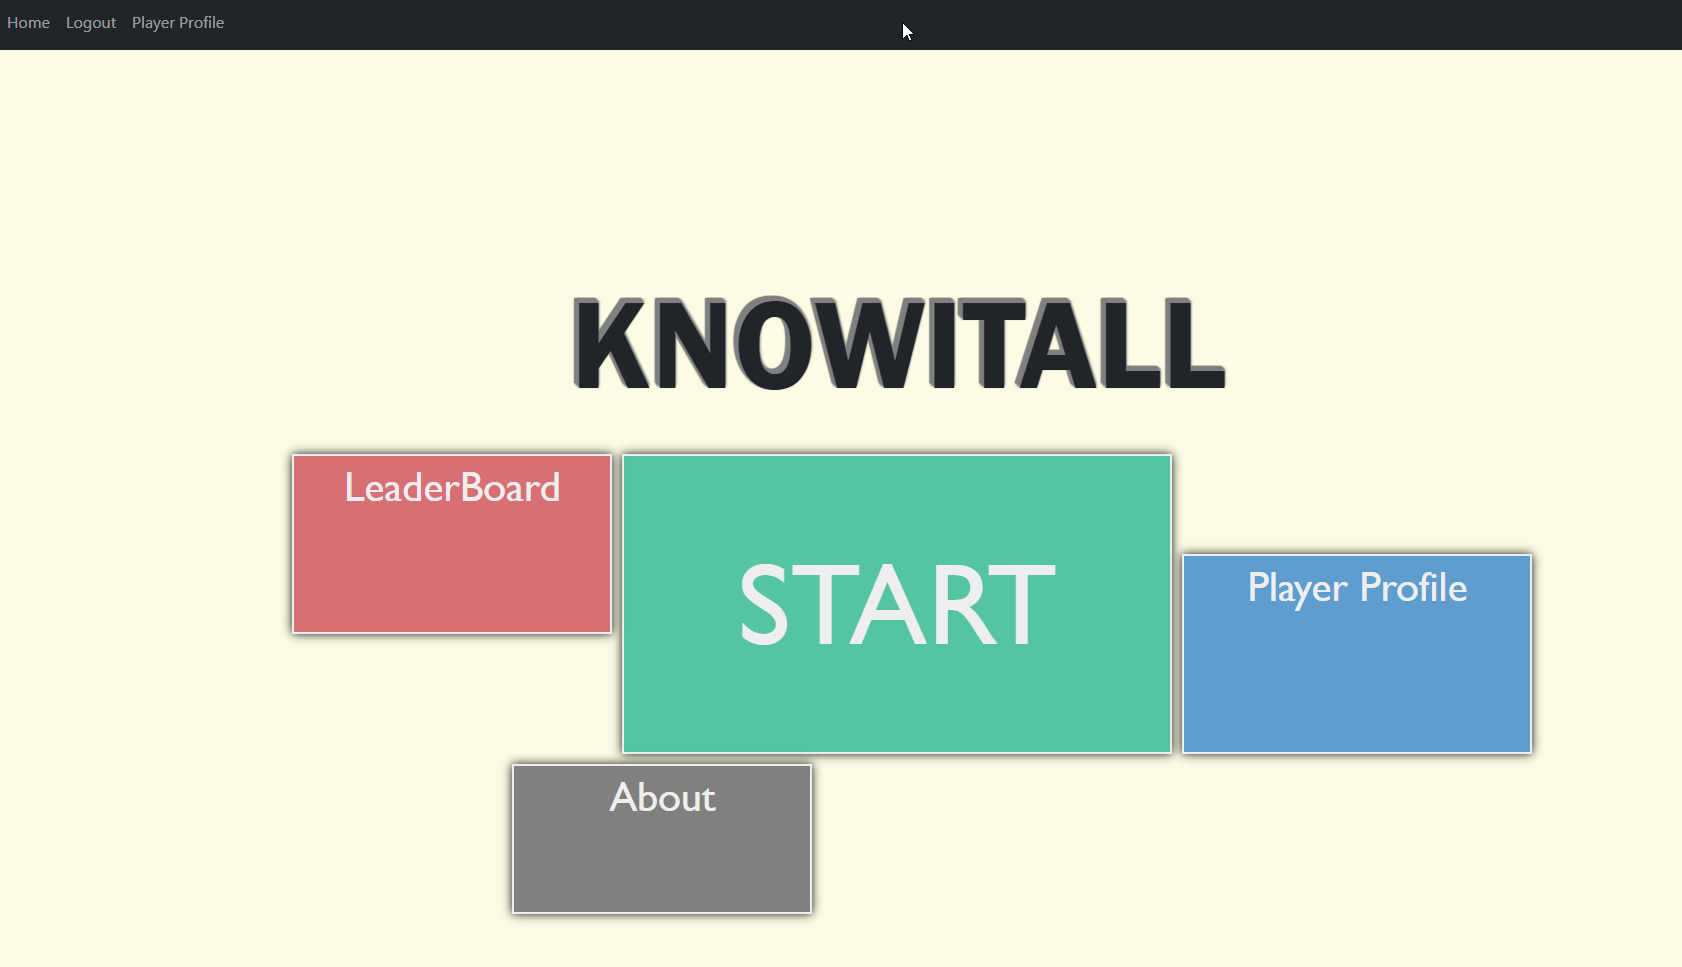 Home Logout Player Profile
KNOWITALL
LeaderBoard
START
Player Profile
About